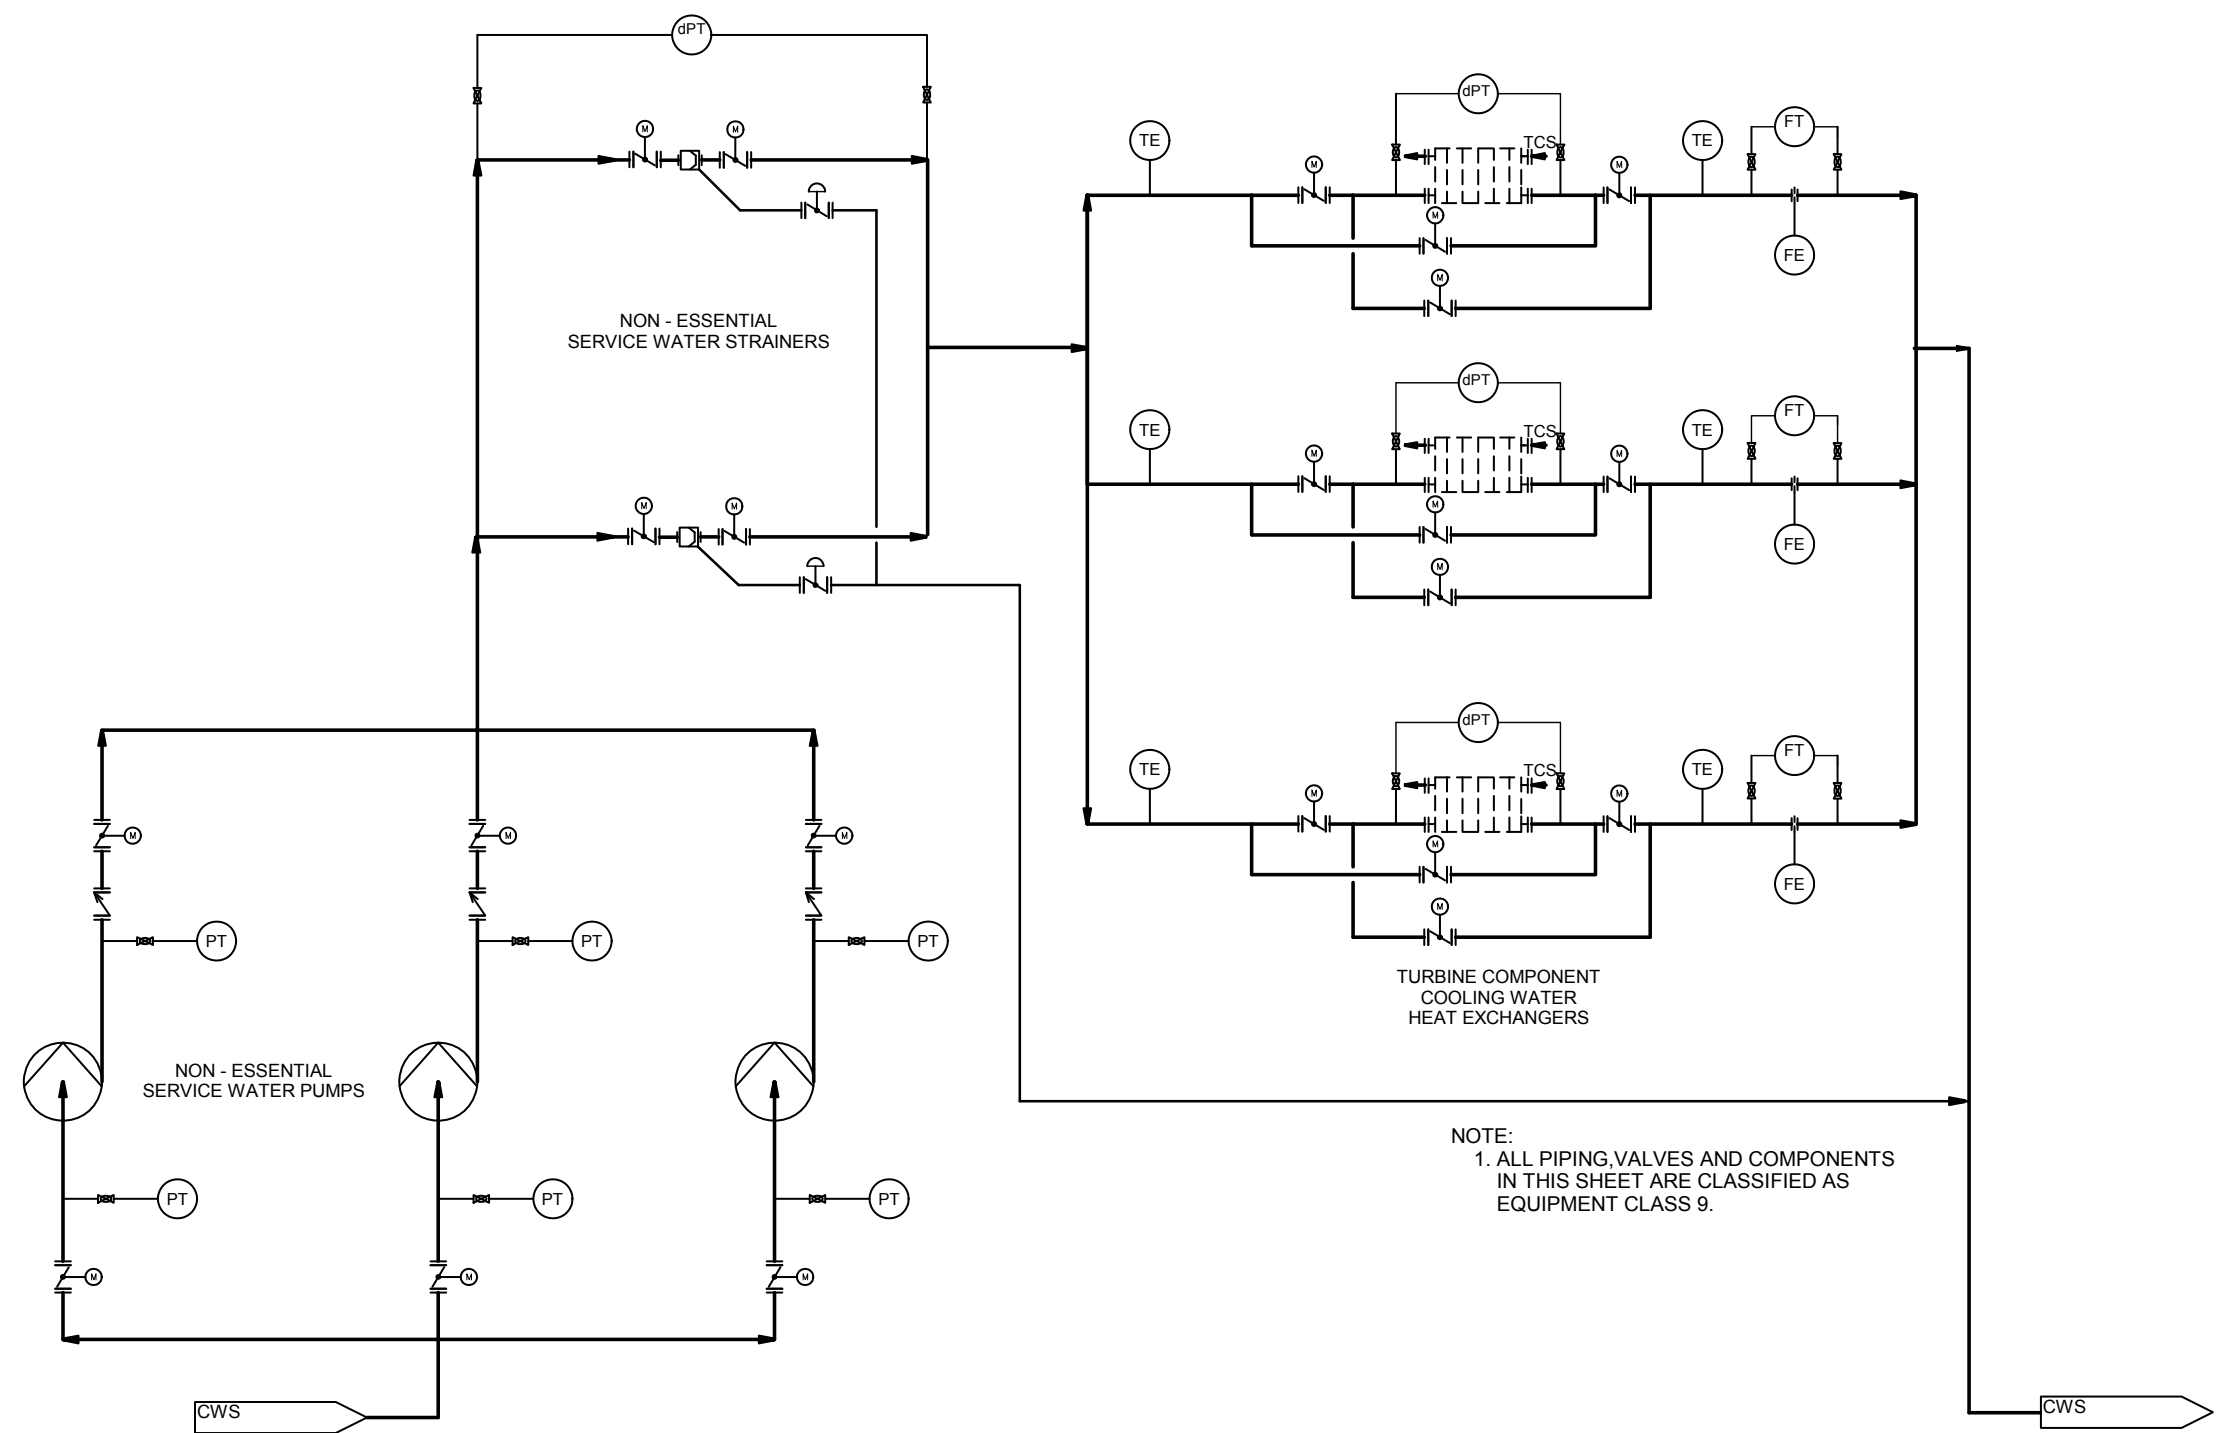 dPT
M
M
NON - ESSENTIAL
SERVICE WATER STRAINERS
M
M
dPT
TE
TCS
TE
FT
M
M
M
FE
M
dPT
TE
TCS
TE
FT
M
M
M
FE
M
dPT
TE
TCS
TE
FT
M
M
M
FE
M
TURBINE COMPONENT
COOLING WATER
HEAT EXCHANGERS
M
M
M
PT
PT
PT
NON - ESSENTIAL
SERVICE WATER PUMPS
PT
PT
PT
M
M
M
NOTE:
1. ALL PIPING,VALVES AND COMPONENTS
IN THIS SHEET ARE CLASSIFIED AS
EQUIPMENT CLASS 9.
CWS
CWS